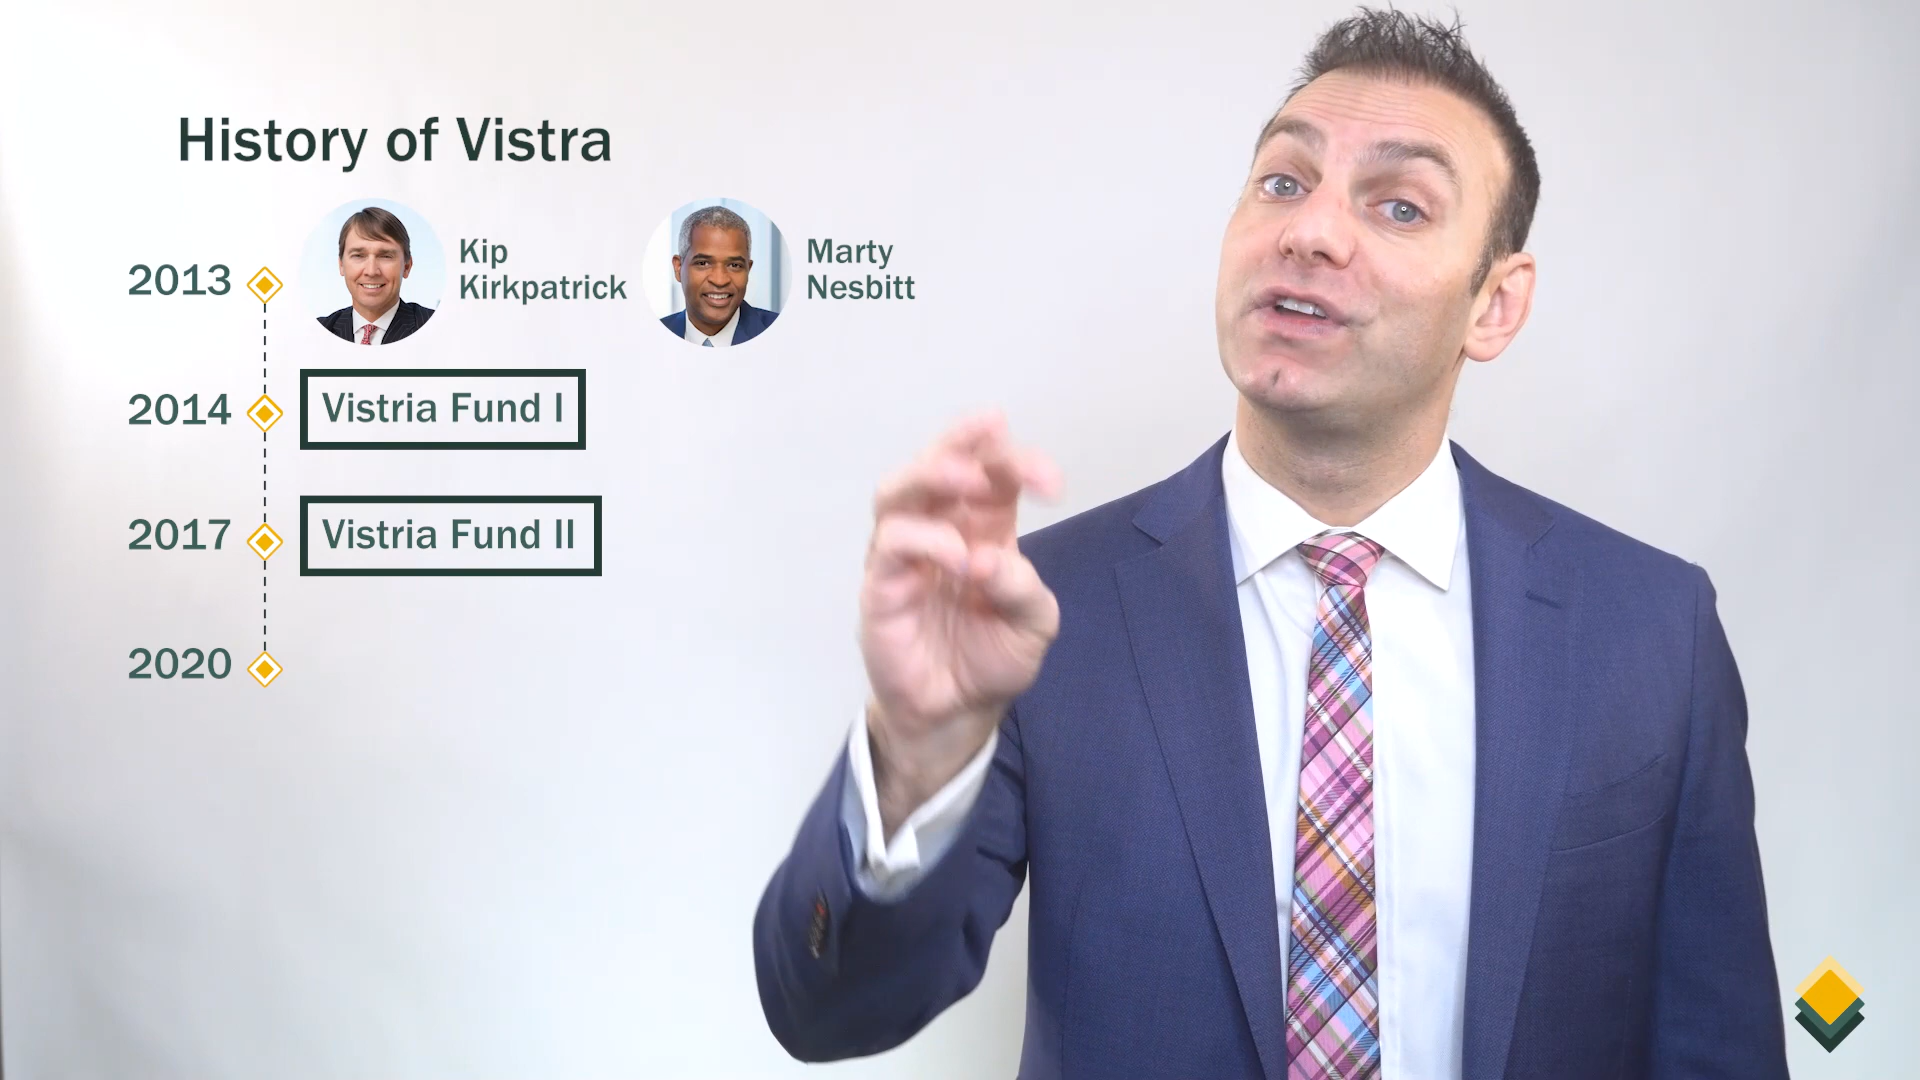 History of Vistra
2013
Kip
Kirkpatrick
Marty
Nesbitt
2014
Vistria Fund I
2017
Vistria Fund II
2020